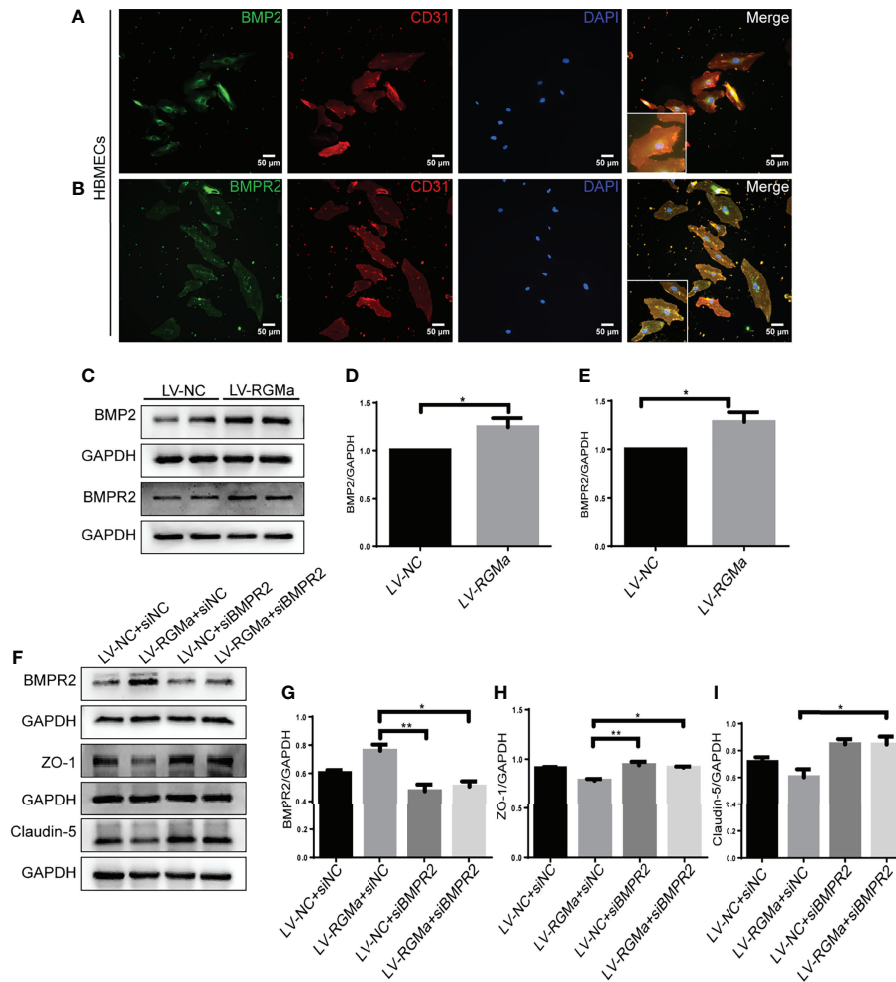 A
BMP2
CD31
DAPI
Merge
50 µm
50 µm
50 µm
50 µm
HBMECs
B
BMPR2
CD31
DAPI
Merge
50 µm
50 µm
50 µm
50 µm
C
LV-NC LV-RGMa
BMP2
GAPDH
BMPR2
GAPDH
D
*
BMP2/GAPDH
1.5
1.0
0.5
0.0
LV-NC
LV-RGMa
E
*
BMPR2/GAPDH
1.5
1.0
0.5
0.0
LV-NC
LV-RGMa
F
LV-NC+siNC
LV-RGMa+siNC
LV-NC+siBMPR2
LV-RGMa+siBMPR2
BMPR2
GAPDH
ZO-1
GAPDH
Claudin-5
GAPDH
G
*
**
BMPR2/GAPDH
1.0
0.8
0.6
0.4
0.2
0.0
LV-NC+siNC
LV-RGMa+siNC
LV-NC+siBMPR2
LV-RGMa+siBMPR2
H
*
**
ZO-1/GAPDH
1.5
1.0
0.5
0.0
LV-NC+siNC
LV-RGMa+siNC
LV-NC+siBMPR2
LV-RGMa+siBMPR2
I
*
Claudin-5/GAPDH
1.0
0.8
0.6
0.4
0.2
0.0
LV-NC+siNC
LV-RGMa+siNC
LV-NC+siBMPR2
LV-RGMa+siBMPR2